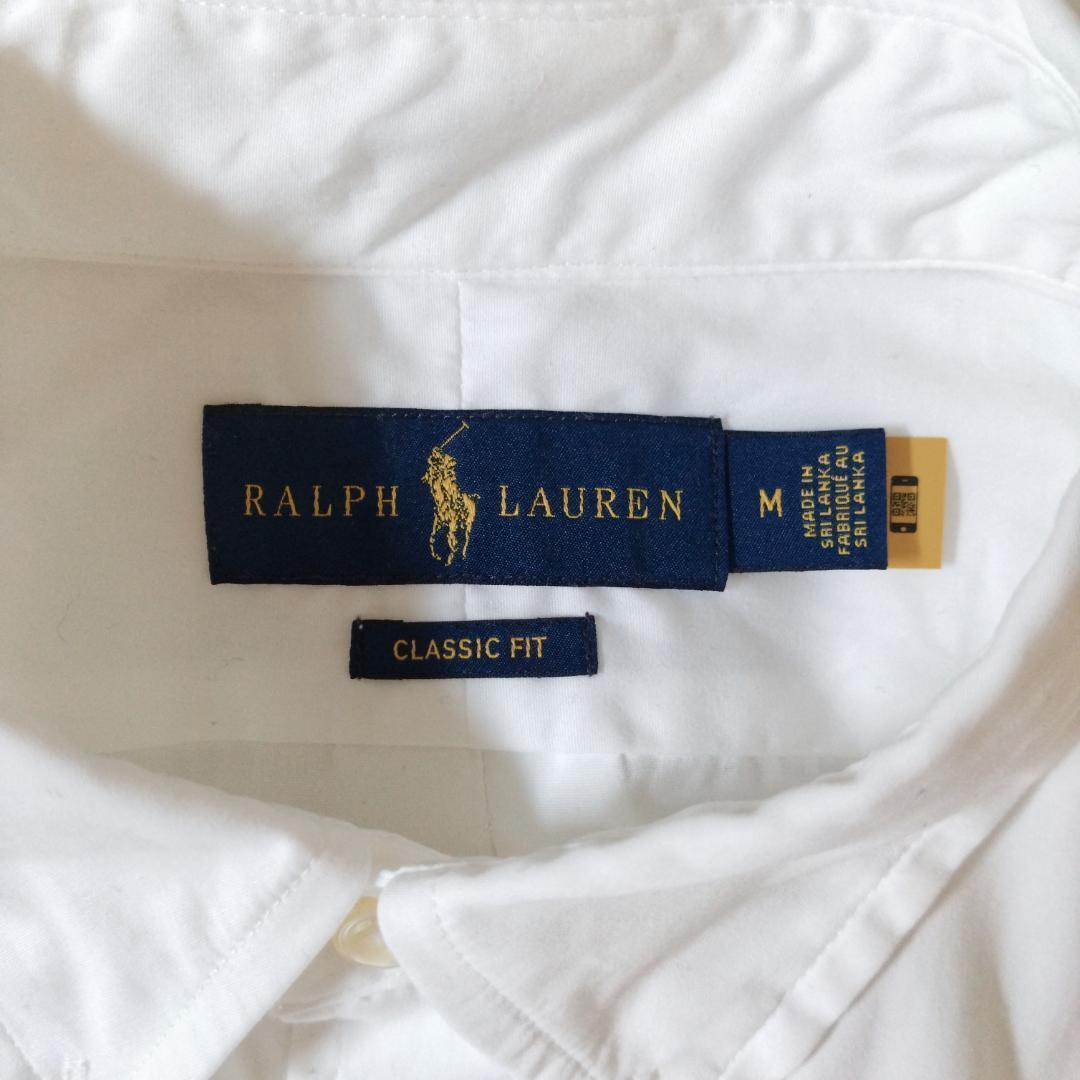 RALPH LAUREN
M
MADE IN
SRI LANKA
FABRIQUÉ AU
SRI LANKA
CLASSIC FIT